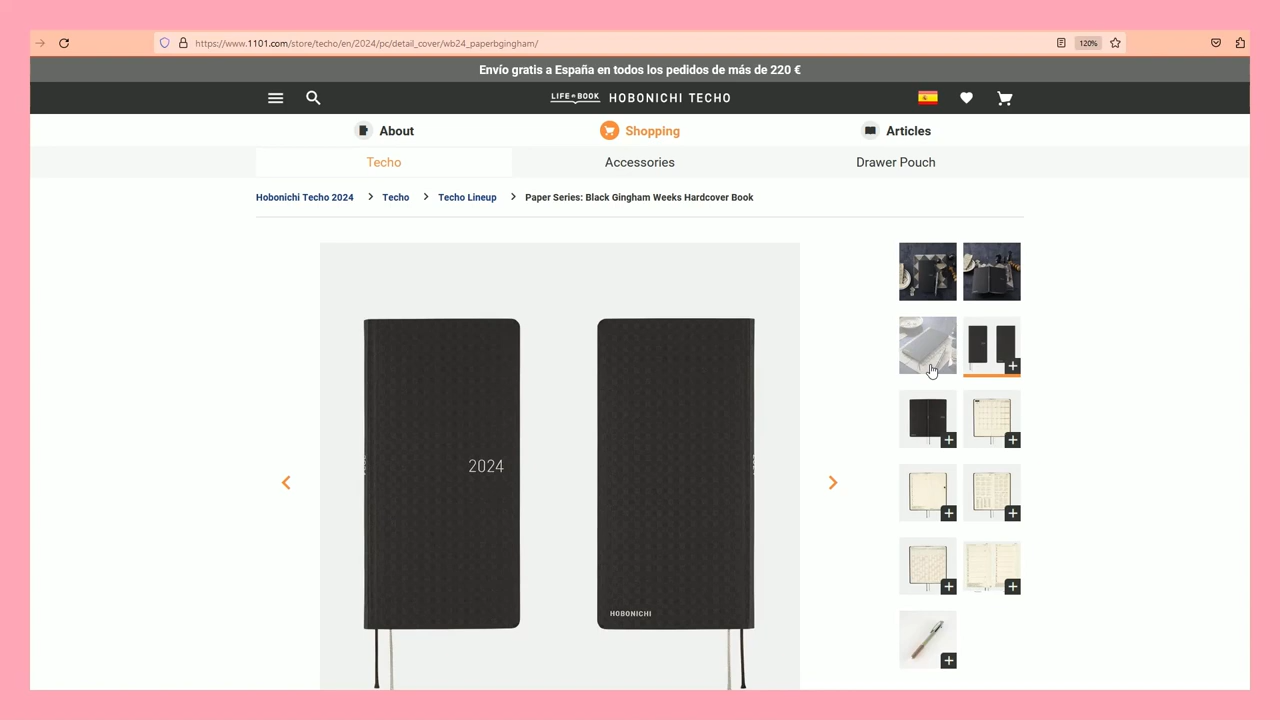 https://www.1101.com/store/techo/en/2024/pc/detail_cover/wb24_paperbgingham/
120%
Envío gratis a España en todos los pedidos de más de 220 €
LIFE BOOK HOBONICHI TECHO
About
Shopping
Articles
Techo
Accessories
Drawer Pouch
Hobonichi Techo 2024 > Techo > Techo Lineup > Paper Series: Black Gingham Weeks Hardcover Book
2024
HOBONICHI